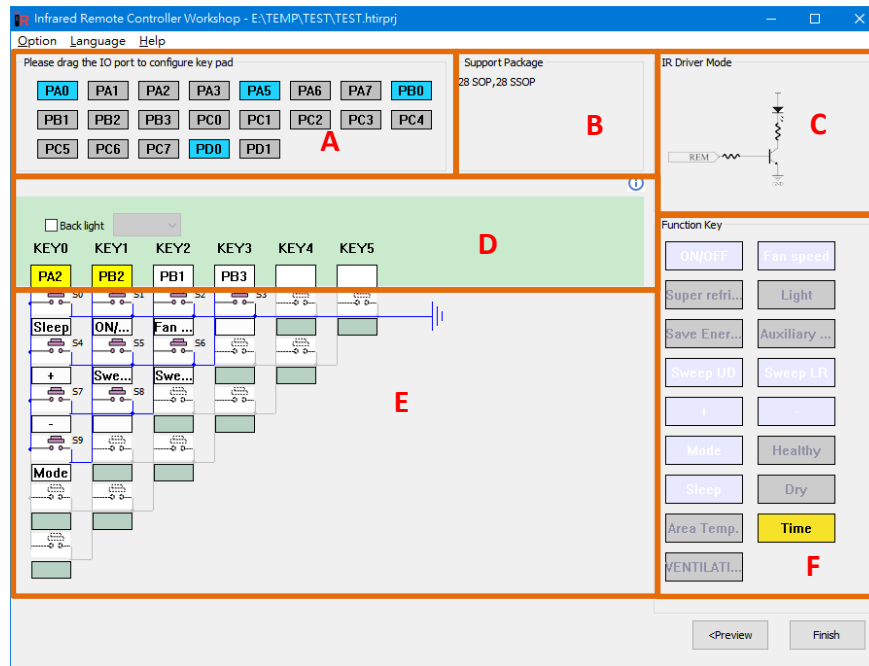 Infrared Remote Controller Workshop - E:\TEMP\TEST\TEST.htirprj
Option Language Help
Please drag the IO port to configure key pad
PA0 PA1 PA2 PA3 PA5 PA6 PA7 PB0
PB1 PB2 PB3 PC0 PC1 PC2 PC3 PC4
PC5 PC6 PC7 PD0 PD1
A
Support Package
28 SOP,28 SSOP
B
IR Driver Mode
REM
GND
C
Back light
KEY0 KEY1 KEY2 KEY3 KEY4 KEY5
PA2 PB2 PB1 PB3
D
S0 S1 S2 S3
Sleep ON/... Fan ...
S4 S5 S6
+ Swe... Swe...
S7 S8
-
S9
Mode
E
Function Key
ON/OFF Fan speed
Super refri... Light
Save Ener... Auxiliary ...
Sweep UD Sweep LR
+ -
Mode Healthy
Sleep Dry
Area Temp. Time
VENTILATI...
F
<Preview Finish